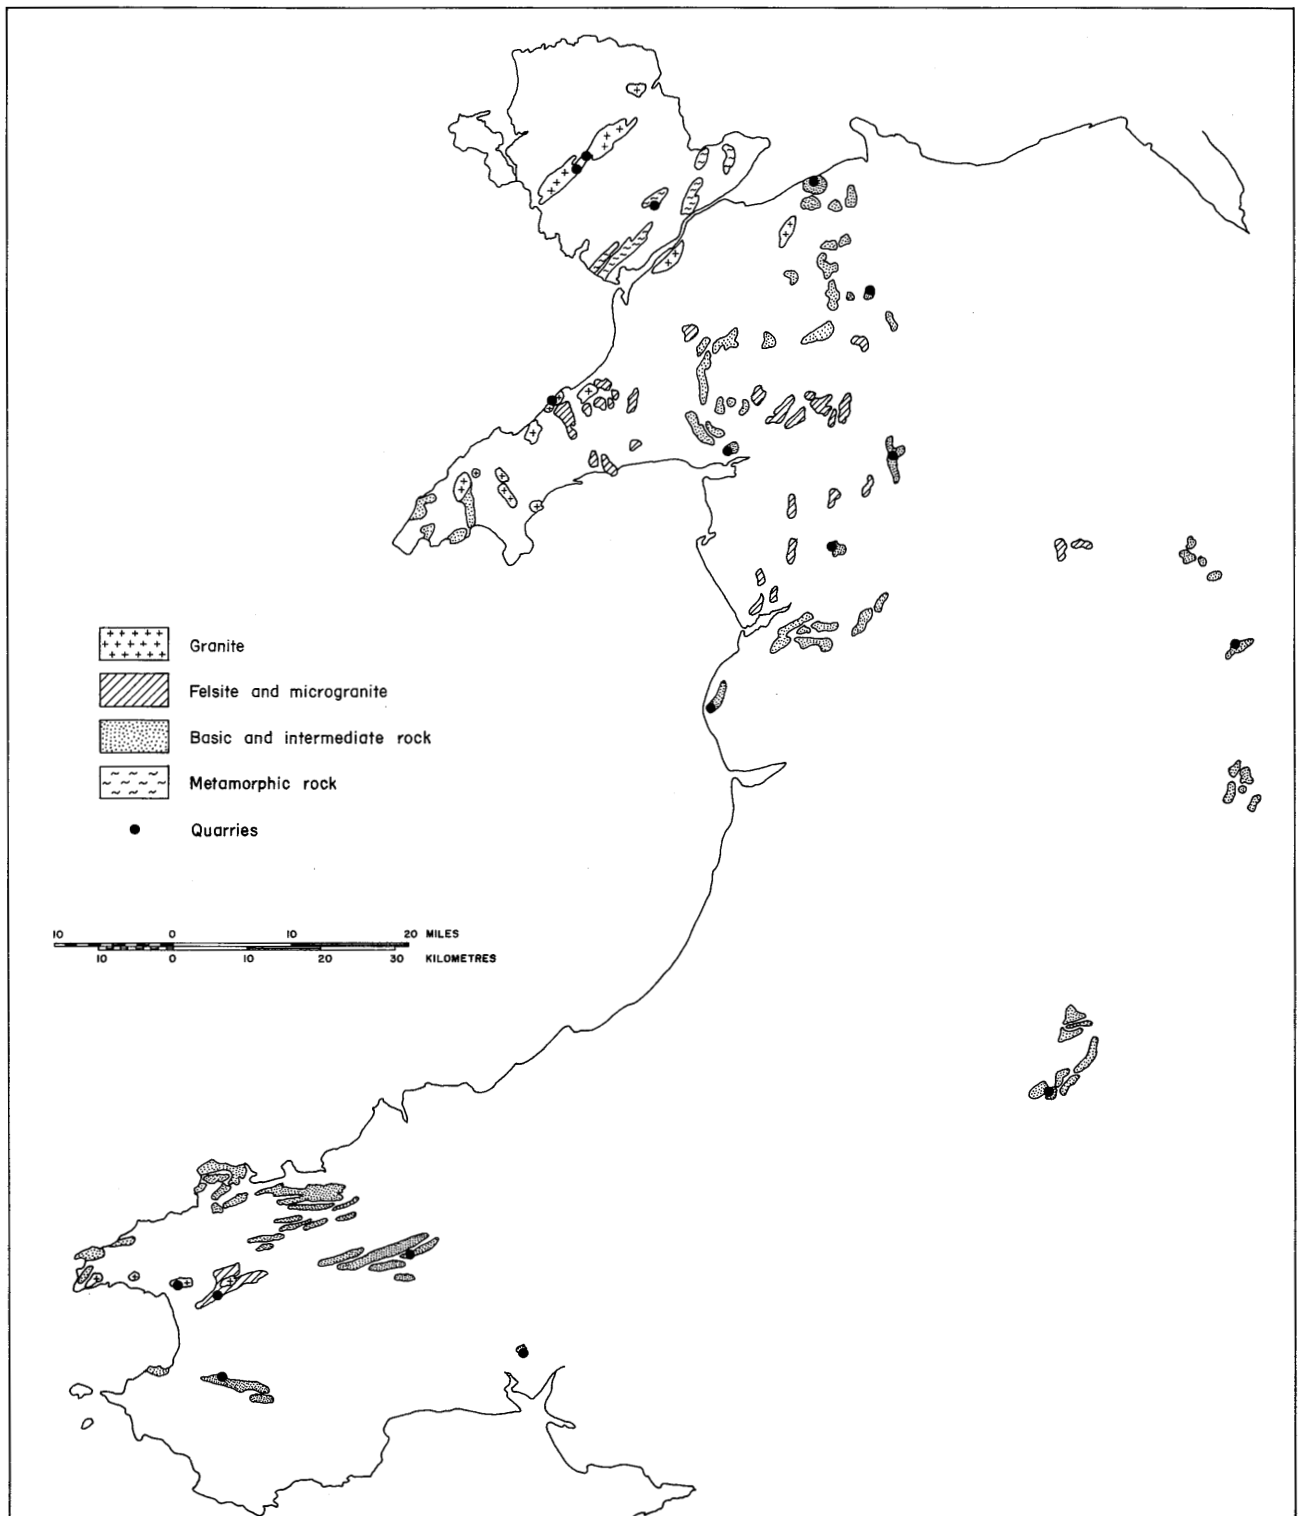 Granite
Felsite and microgranite
Basic and intermediate rock
Metamorphic rock
Quarries
10 0 10 20 MILES
10 0 10 20 30 KILOMETRES